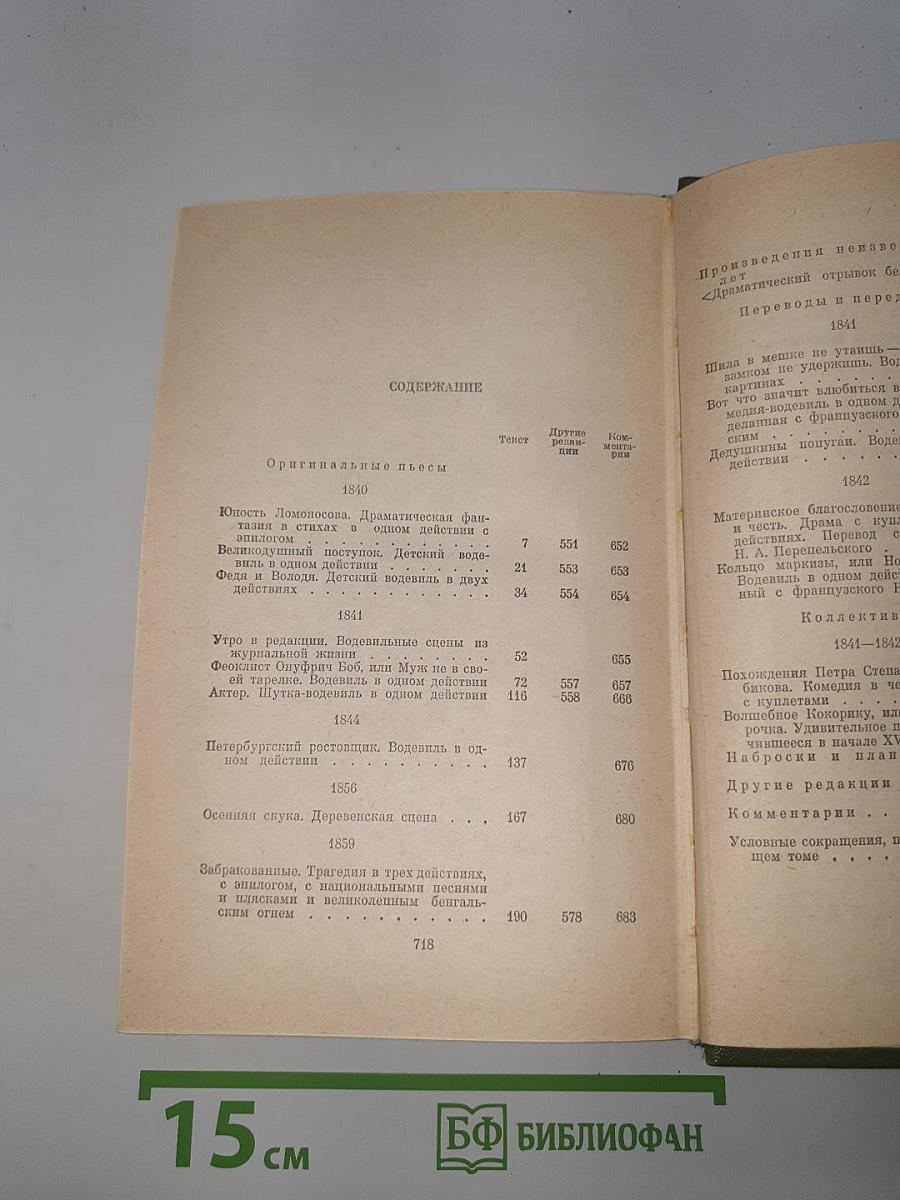 СОДЕРЖАНИЕ
Текст
Другие
редак-
ции
Ком-
мента-
рии
Оригинальные пьесы
1840
Юность Ломоносова. Драматическая фан-
тазия в стихах в одном действии с
эпилогом . . . . . . . . . . . 7 551 652
Великодушный поступок. Детский воде-
виль в одном действии . . . . . . . 21 553 653
Федя и Володя. Детский водевиль в двух
действиях . . . . . . . . . . . . 34 554 654
1841
Утро в редакции. Водевильные сцены из
журнальной жизни . . . . . . . . 52 655
Феоклист Онуфрич Боб, или Муж не в сво-
ей тарелке. Водевиль в одном действии 72 557 657
Актер. Шутка-водевиль в одном действии 116 558 666
1844
Петербургский ростовщик. Водевиль в од-
ном действии . . . . . . . . . . 137 676
1856
Осенняя скука. Деревенская сцена . . . 167 680
1859
Забракованные. Трагедия в трех действиях,
с эпилогом, с национальными песнями
и плясками и великолепным бенгаль-
ским огнем . . . . . . . . . . . 190 578 683
718
Произведения неизве
лет
<Драматический отрывок бе
Переводы и перед
1841
Шила в мешке не утаишь —
замком не удержишь. Вод
картинах . . . . . .
Вот что значит влюбиться в
медия-водевиль в одном д
деланная с французского
ским . . . . . . .
Дедушкины попугаи. Воде
действии . . . . . .
1842
Материнское благословение
и честь. Драма с купл
действиях. Перевод с
Н. А. Перепельского .
Кольцо маркизы, или Но
Водевиль в одном дейст
ный с французского Н
Коллектив
1841—1842
Похождения Петра Степа
бикова. Комедия в че
с куплетами . . . .
Волшебное Кокорику, ил
рочка. Удивительное п
чившееся в начале XV
Наброски и план
Другие редакции
Комментарии . .
Условные сокращения, п
щем томе . . . .
15 см
БФ БИБЛИОФАН